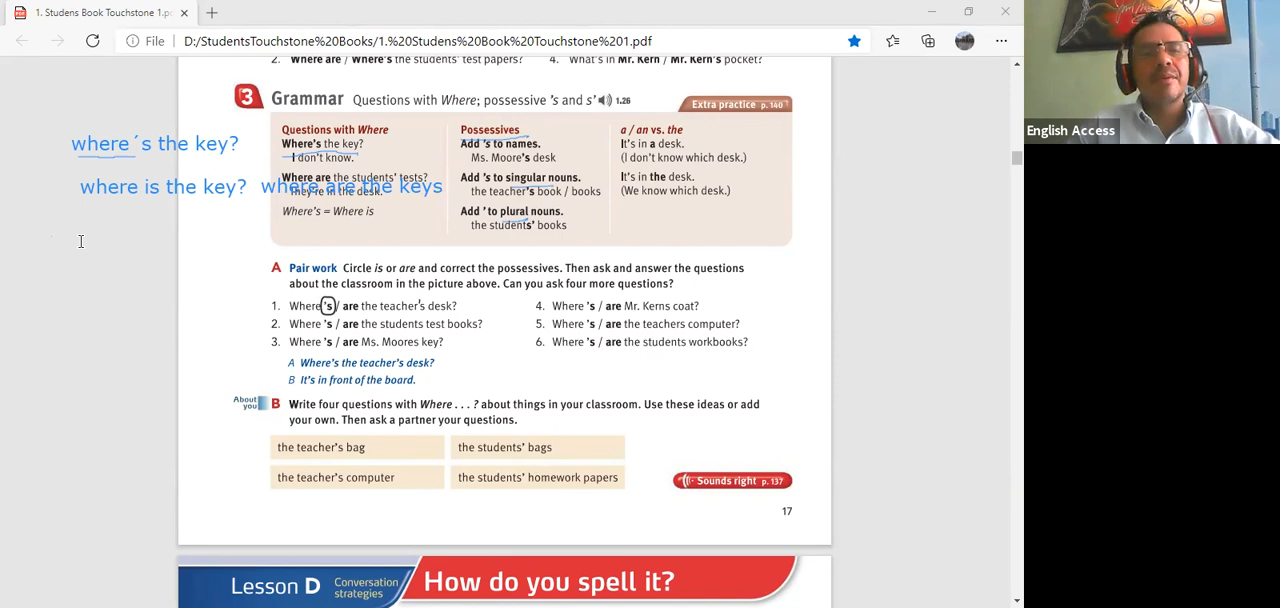 1. Studens Book Touchstone 1.pd
File D:/StudentsTouchstone%20Books/1.%20Studens%20Book%20Touchstone%201.pdf
2. Where are / Where's the students' test papers? 4. What's in Mr. Kern / Mr. Kern's pocket?
3 Grammar Questions with Where; possessive 's and s' 1.26
Extra practice p. 140
Questions with Where
Where's the key?
I don't know.
Where are the students' tests?
They're in the desk.
Where's = Where is
Possessives
Add 's to names.
Ms. Moore's desk
Add 's to singular nouns.
the teacher's book / books
Add ' to plural nouns.
the students' books
a / an vs. the
It's in a desk.
(I don't know which desk.)
It's in the desk.
(We know which desk.)
where´s the key?
where is the key? where are the keys
A Pair work Circle is or are and correct the possessives. Then ask and answer the questions
about the classroom in the picture above. Can you ask four more questions?
1. Where 's / are the teacher's desk?
2. Where 's / are the students test books?
3. Where 's / are Ms. Moores key?
4. Where 's / are Mr. Kerns coat?
5. Where 's / are the teachers computer?
6. Where 's / are the students workbooks?
A Where's the teacher's desk?
B It's in front of the board.
About you
B Write four questions with Where . . . ? about things in your classroom. Use these ideas or add
your own. Then ask a partner your questions.
the teacher's bag
the students' bags
the teacher's computer
the students' homework papers
Sounds right p. 137
17
Lesson D Conversation strategies
How do you spell it?
English Access